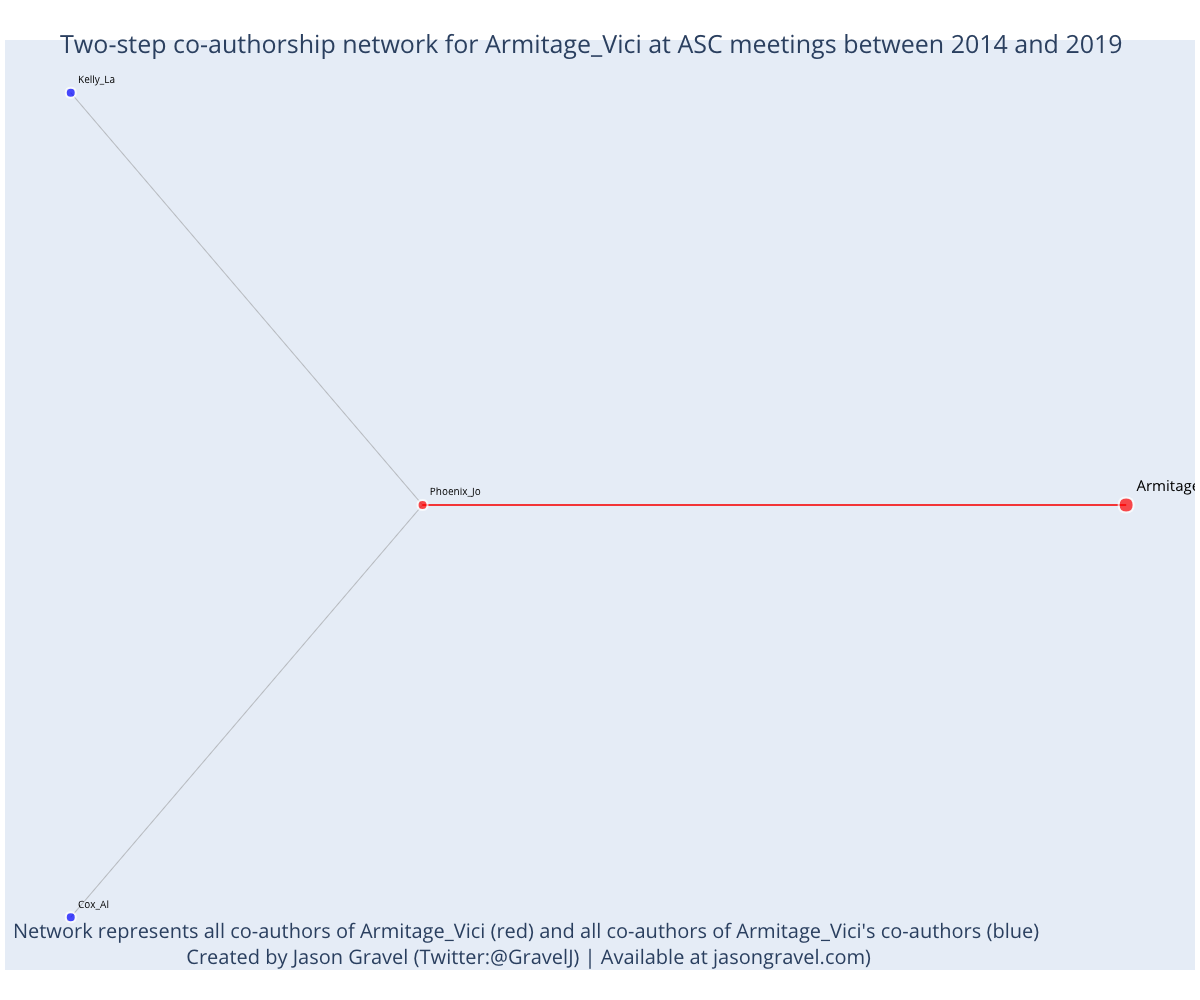 Two-step co-authorship network for Armitage_Vici at ASC meetings between 2014 and 2019
Kelly_La
Phoenix_Jo
Armitage
Cox_Al
Network represents all co-authors of Armitage_Vici (red) and all co-authors of Armitage_Vici's co-authors (blue)
Created by Jason Gravel (Twitter:@GravelJ) | Available at jasongravel.com)